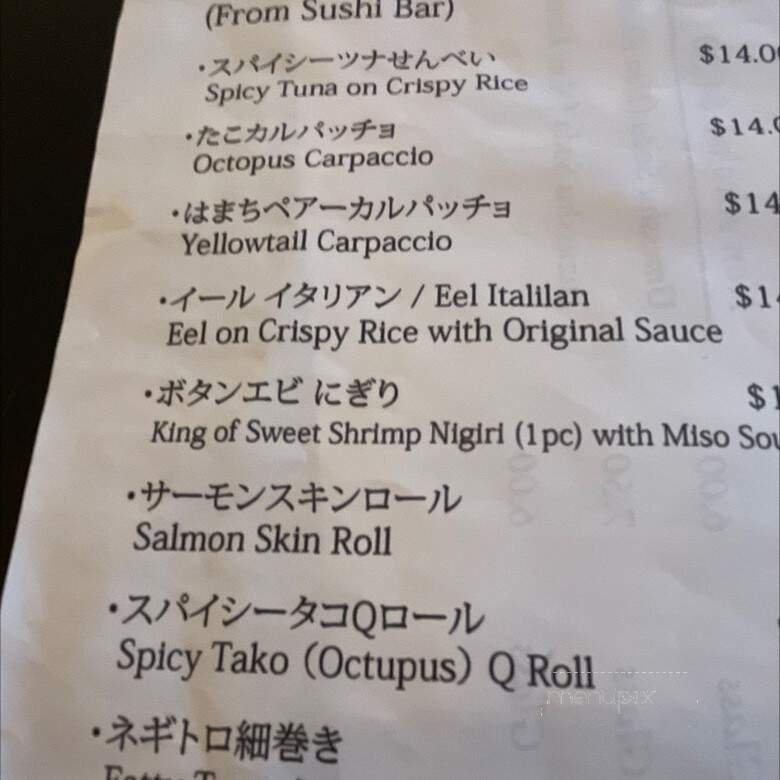 (From Sushi Bar)
・スパイシーツナせんべい $14.0
Spicy Tuna on Crispy Rice
・たこカルパッチョ $14.
Octopus Carpaccio
・はまちペアーカルパッチョ $14
Yellowtail Carpaccio
・イール イタリアン / Eel Italilan $1
Eel on Crispy Rice with Original Sauce
・ボタンエビ にぎり $1
King of Sweet Shrimp Nigiri (1pc) with Miso Sou
・サーモンスキンロール
Salmon Skin Roll
・スパイシータコQロール
Spicy Tako (Octupus) Q Roll
menupix
・ネギトロ細巻き